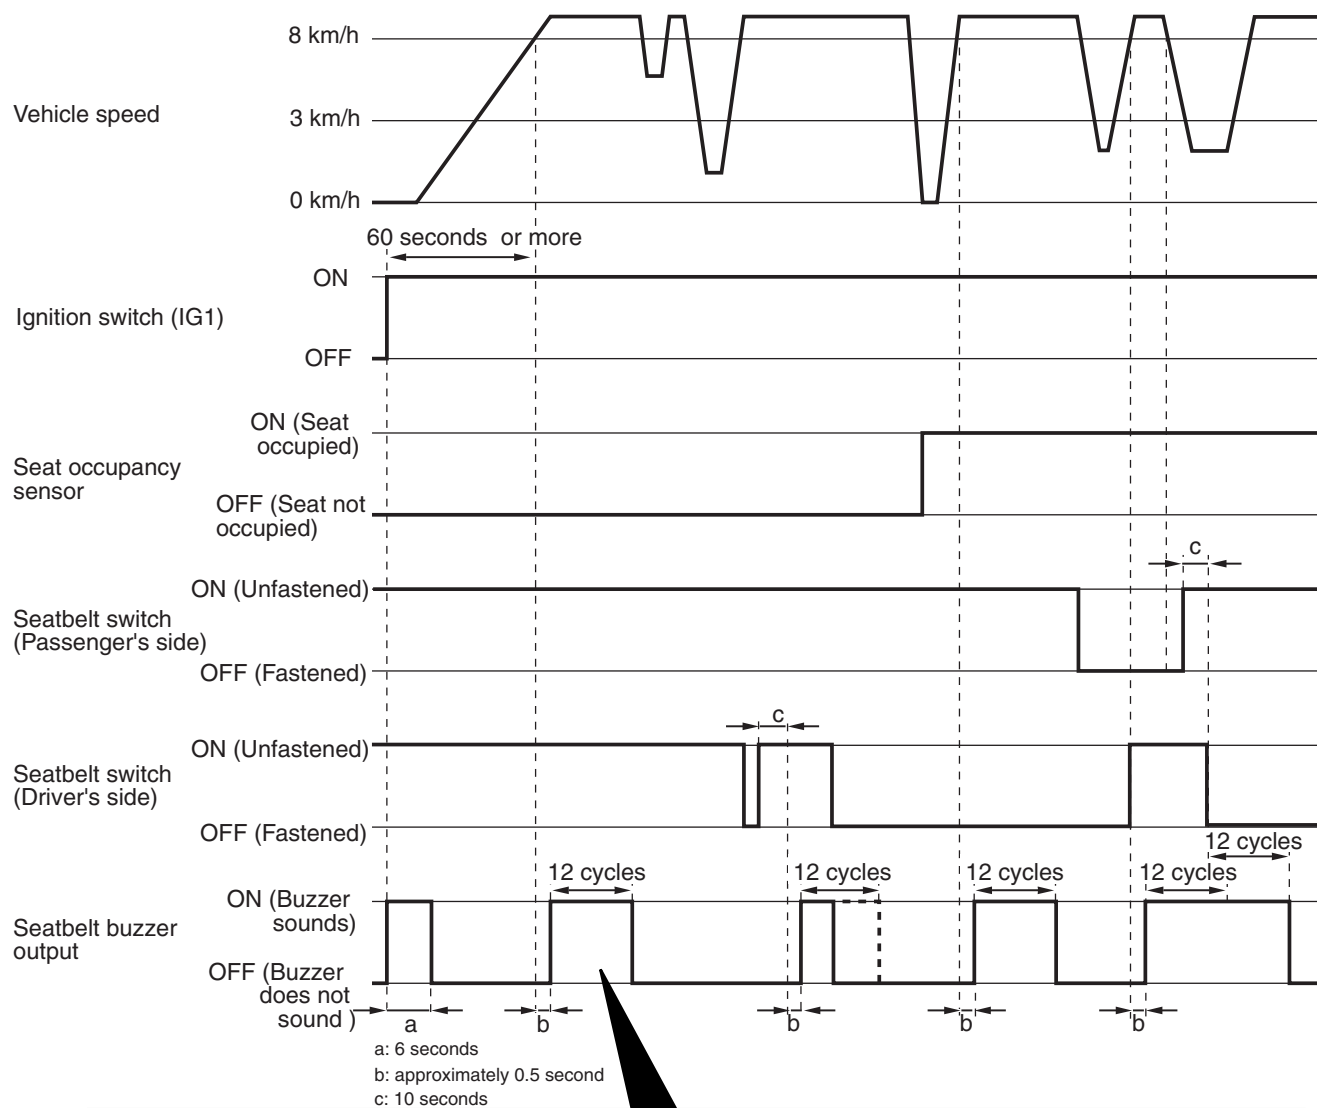 8 km/h
Vehicle speed
3 km/h
0 km/h
60 seconds or more
ON
Ignition switch (IG1)
OFF
ON (Seat
occupied)
Seat occupancy
sensor
OFF (Seat not
occupied)
c
ON (Unfastened)
Seatbelt switch
(Passenger's side)
OFF (Fastened)
c
ON (Unfastened)
Seatbelt switch
(Driver's side)
OFF (Fastened)
12 cycles
12 cycles
12 cycles
12 cycles
12 cycles
ON (Buzzer
sounds)
Seatbelt buzzer
output
OFF (Buzzer
does not
sound )
a
b
b
b
b
a: 6 seconds
b: approximately 0.5 second
c: 10 seconds